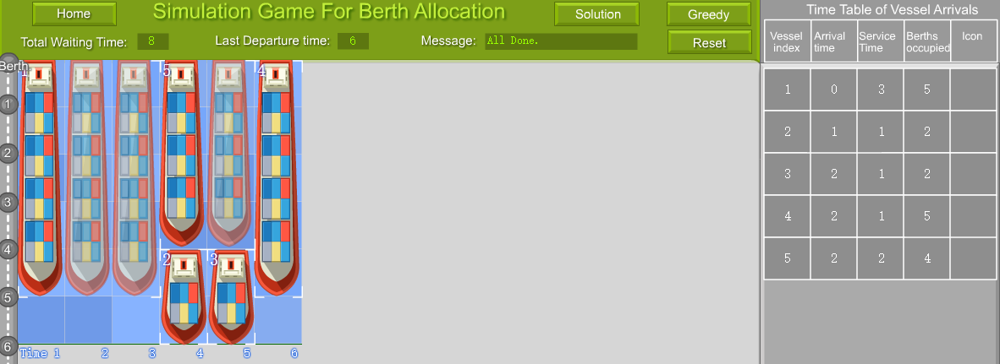 Home
Simulation Game For Berth Allocation
Solution
Greedy
Total Waiting Time: 8
Last Departure time: 6
Message: All Done.
Reset
Time Table of Vessel Arrivals
Vessel index Arrival time Service Time Berths occupied Icon
1 0 3 5
2 1 1 2
3 2 1 2
4 2 1 5
5 2 2 4
Berth
1 5 4
1
2
3
4
2 3
5
6
Time 1 2 3 4 5 6